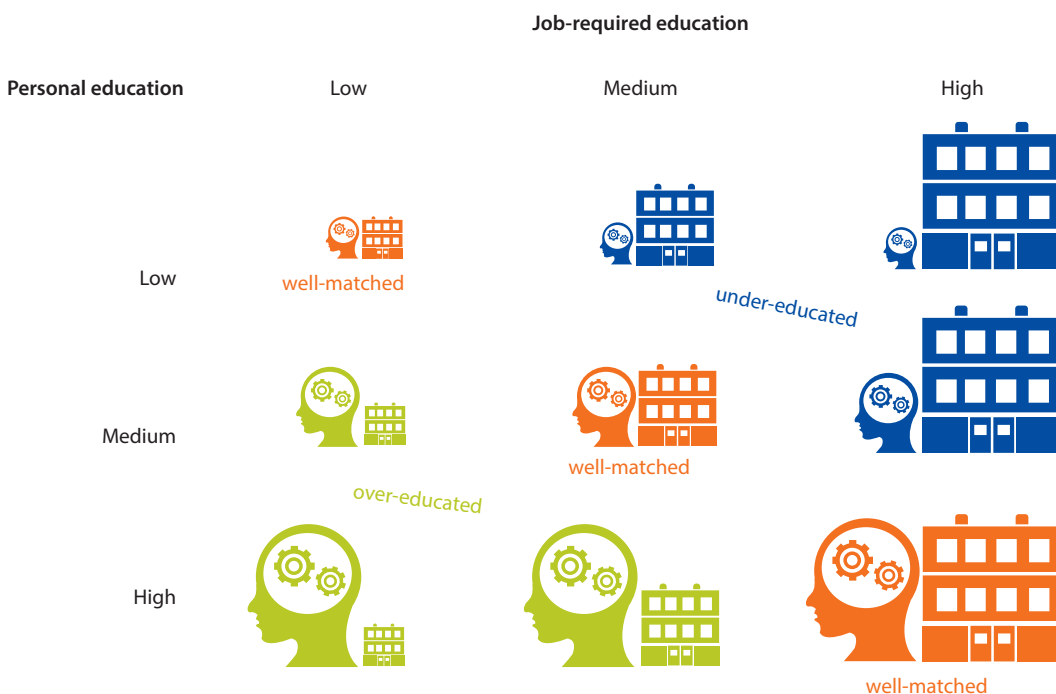 Job-required education
Personal education Low Medium High
Low
well-matched
under-educated
Medium
well-matched
over-educated
High
well-matched